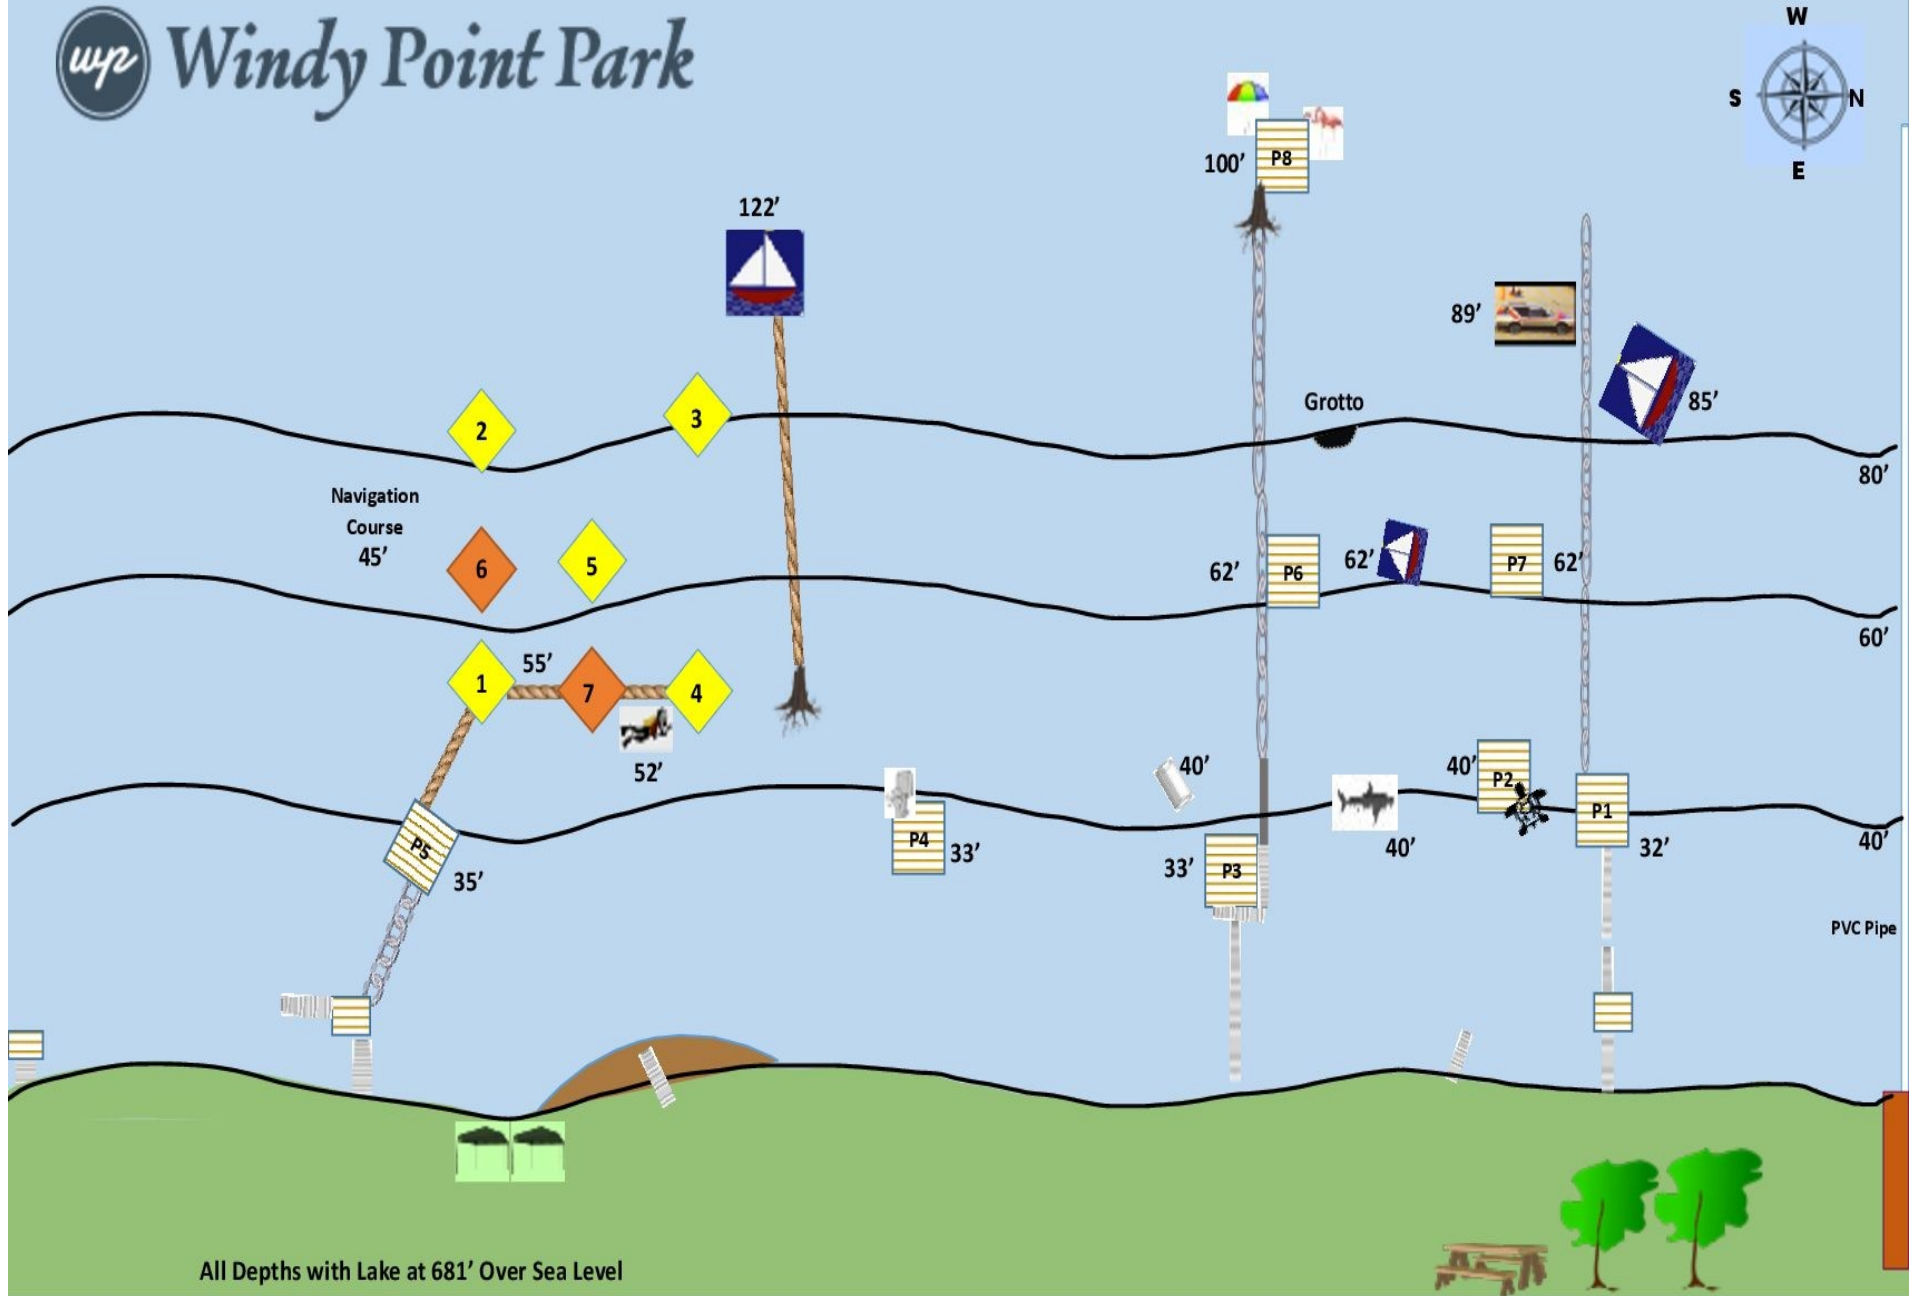 wp Windy Point Park
W
S N
E
100’ P8
122’
89’
85’
Grotto
2
3
80’
Navigation
Course
45’
6
5
62’ P6
62’
P7 62’
60’
1
55’
7
4
52’
40’
40’ P2
P1
32’
40’
40’
P5
35’
P4
33’
33’ P3
PVC Pipe
All Depths with Lake at 681’ Over Sea Level